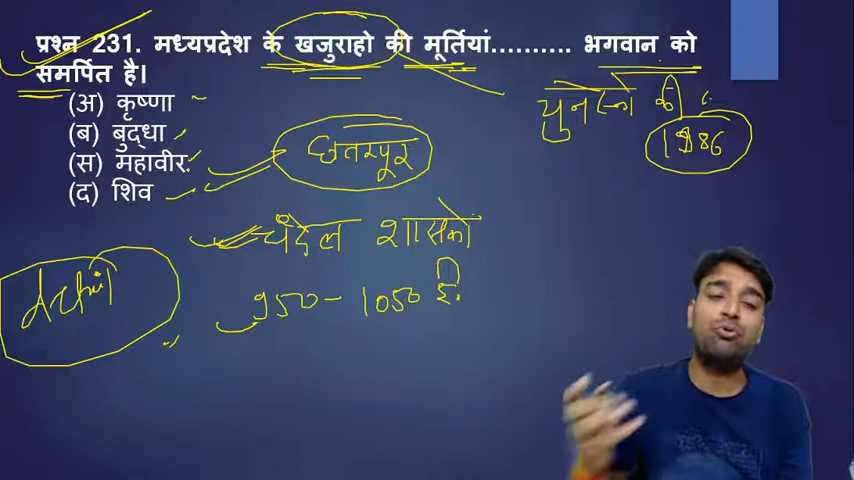 प्रश्न 231. मध्यप्रदेश के खजुराहो की मूर्तियां.......... भगवान को
समर्पित है।
(अ) कृष्णा
(ब) बुद्धा
(स) महावीर
(द) शिव
युनेस्को की
1986
छतरपुर
चंदेल शासको
950 - 1050 ई.